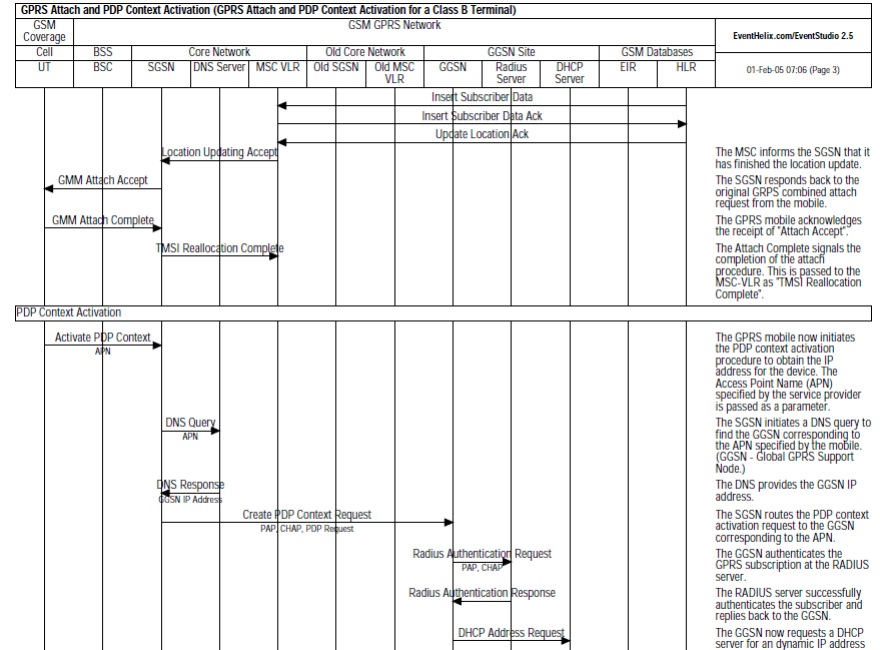 GPRS Attach and PDP Context Activation (GPRS Attach and PDP Context Activation for a Class B Terminal)
GSM Coverage
GSM GPRS Network
EventHelix.com/EventStudio 2.5
Cell
BSS
Core Network
Old Core Network
GGSN Site
GSM Databases
UT
BSC
SGSN
DNS Server
MSC VLR
Old SGSN
Old MSC VLR
GGSN
Radius Server
DHCP Server
EIR
HLR
01-Feb-05 07:06 (Page 3)
Insert Subscriber Data
Insert Subscriber Data Ack
Update Location Ack
Location Updating Accept
The MSC informs the SGSN that it
has finished the location update.
GMM Attach Accept
The SGSN responds back to the
original GRPS combined attach
request from the mobile.
GMM Attach Complete
The GPRS mobile acknowledges
the receipt of "Attach Accept".
TMSI Reallocation Complete
The Attach Complete signals the
completion of the attach
procedure. This is passed to the
MSC-VLR as "TMSI Reallocation
Complete".
PDP Context Activation
Activate PDP Context
APN
The GPRS mobile now initiates
the PDP context activation
procedure to obtain the IP
address for the device. The
Access Point Name (APN)
specified by the service provider
is passed as a parameter.
DNS Query
APN
The SGSN initiates a DNS query to
find the GGSN corresponding to
the APN specified by the mobile.
(GGSN - Global GPRS Support
Node.)
DNS Response
GGSN IP Address
The DNS provides the GGSN IP
address.
Create PDP Context Request
PAP, CHAP, PDP Request
The SGSN routes the PDP context
activation request to the GGSN
corresponding to the APN.
Radius Authentication Request
PAP, CHAP
The GGSN authenticates the
GPRS subscription at the RADIUS
server.
Radius Authentication Response
The RADIUS server successfully
authenticates the subscriber and
replies back to the GGSN.
DHCP Address Request
The GGSN now requests a DHCP
server for an dynamic IP address